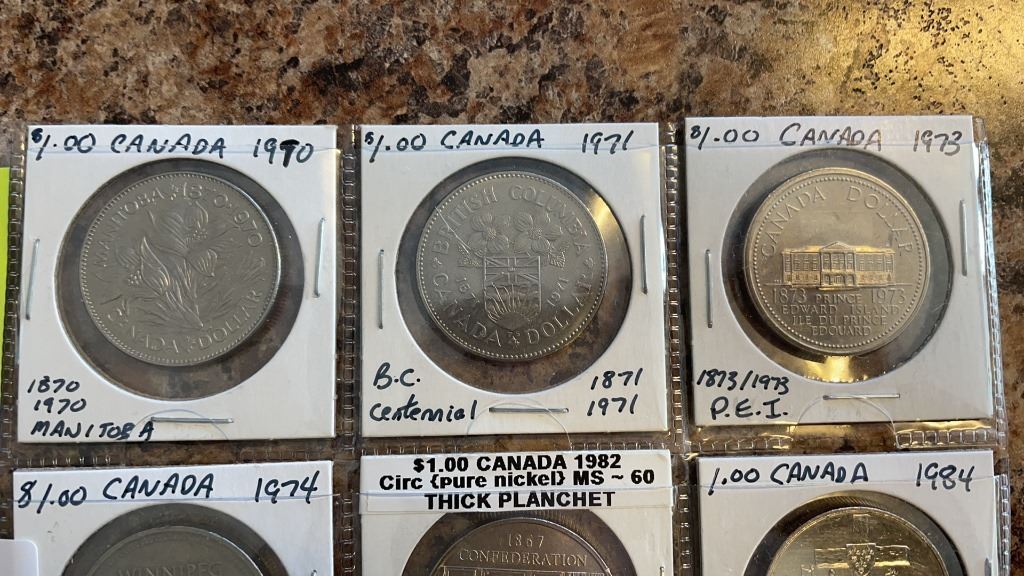 $1.00 CANADA 1970
MANITOBA 1870-1970
CANADA DOLLAR
1870
1970
MANITOBA
$1.00 CANADA 1971
BRITISH COLUMBIA
1871 1971
CANADA DOLLAR
B.C. 1871
Centennial 1971
$1.00 CANADA 1973
CANADA DOLLAR
1873 PRINCE 1973
EDWARD ISLAND
ÎLE DU PRINCE
EDOUARD
1873/1973
P.E.I.
$1.00 CANADA 1974
WINNIPEG
$1.00 CANADA 1982
Circ {pure nickel} MS ~ 60
THICK PLANCHET
1867
CONFEDERATION
1.00 CANADA 1984